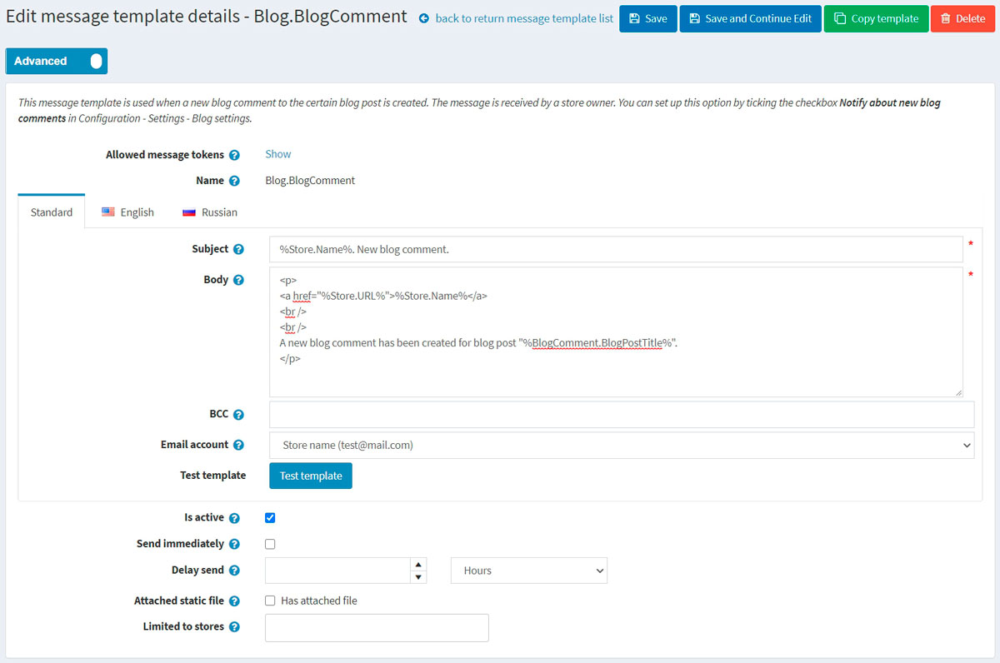 Edit message template details - Blog.BlogComment back to return message template list Save Save and Continue Edit Copy template Delete
Advanced
This message template is used when a new blog comment to the certain blog post is created. The message is received by a store owner. You can set up this option by ticking the checkbox Notify about new blog
comments in Configuration - Settings - Blog settings.
Allowed message tokens ? Show
Name ? Blog.BlogComment
Standard English Russian
Subject ? %Store.Name%. New blog comment. *
Body ? <p> *
<a href="%Store.URL%">%Store.Name%</a>
<br />
<br />
A new blog comment has been created for blog post "%BlogComment.BlogPostTitle%".
</p>
BCC ?
Email account ? Store name (test@mail.com)
Test template Test template
Is active ?
Send immediately ?
Delay send ? Hours
Attached static file ? Has attached file
Limited to stores ?